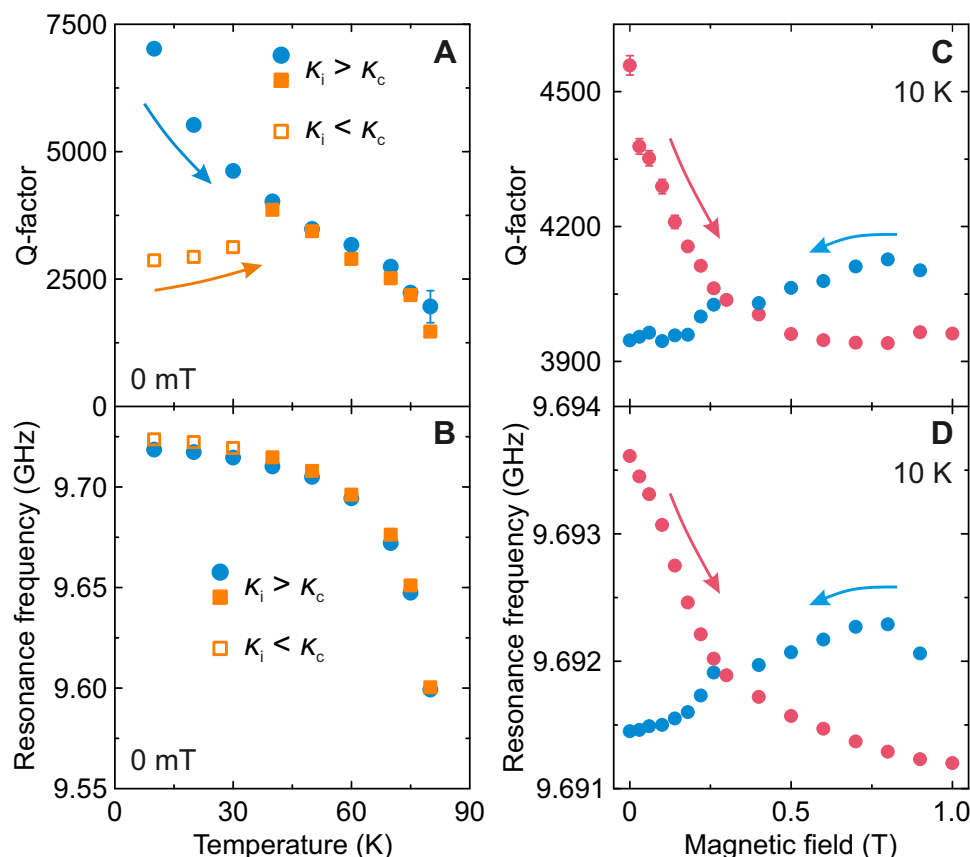 7500
5000
2500
0
Q-factor
A
κi > κc
κi < κc
0 mT
9.70
9.65
9.60
9.55
Resonance frequency (GHz)
B
κi > κc
κi < κc
0 mT
0 30 60 90
Temperature (K)
4500
4200
3900
Q-factor
C
10 K
9.694
9.693
9.692
9.691
Resonance frequency (GHz)
D
10 K
0.0 0.5 1.0
Magnetic field (T)